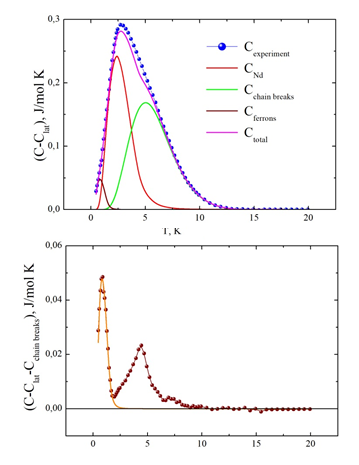 0,3
0,2
0,1
0,0
(C-C_lat), J/mol K
C_experiment
C_Nd
C_chain breaks
C_ferrons
C_total
0 5 10 15 20
T, K
0,06
0,04
0,02
0,00
(C-C_lat-C_chain breaks), J/mol K
0 5 10 15 20